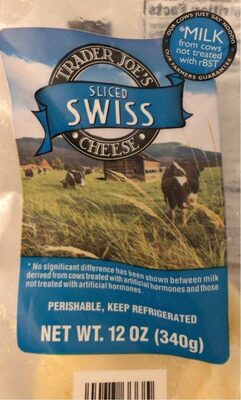 OUR COWS JUST SAY NO!
*MILK
from cows
not treated
with rBST
OUR FARMERS GUARANTEE
TRADER JOE'S
SLICED
SWISS
CHEESE
* No significant difference has been shown between milk
derived from cows treated with artificial hormones and those
not treated with artificial hormones.
PERISHABLE, KEEP REFRIGERATED
NET WT. 12 OZ (340g)